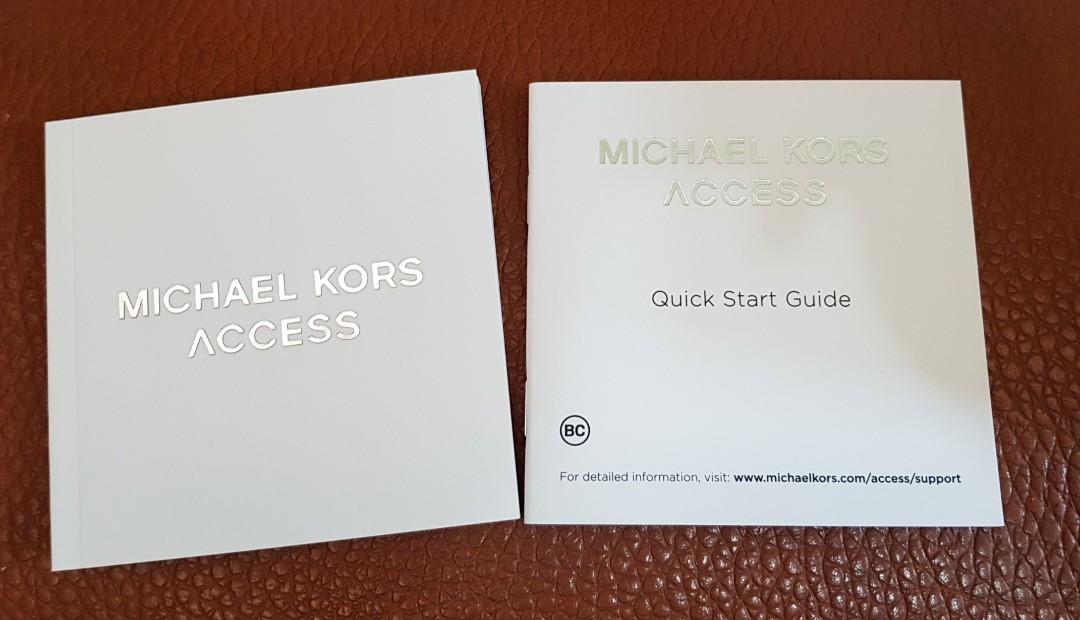 MICHAEL KORS
ACCESS
MICHAEL KORS
ACCESS
Quick Start Guide
BC
For detailed information, visit: www.michaelkors.com/access/support